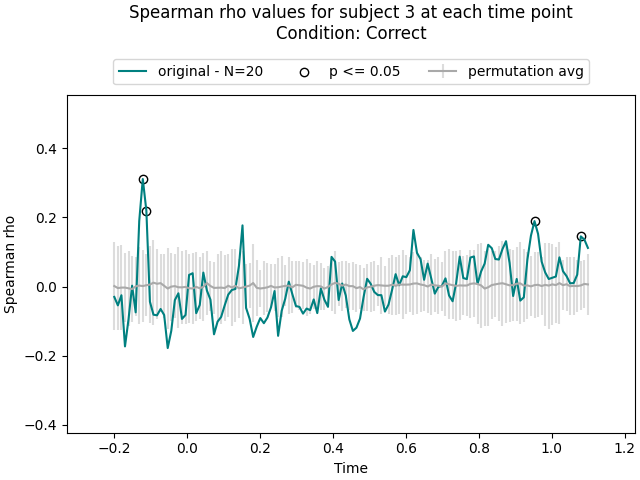 Spearman rho values for subject 3 at each time point
Condition: Correct
original - N=20 p <= 0.05 permutation avg
0.4
0.2
0.0
−0.2
−0.4
Spearman rho
−0.2 0.0 0.2 0.4 0.6 0.8 1.0 1.2
Time